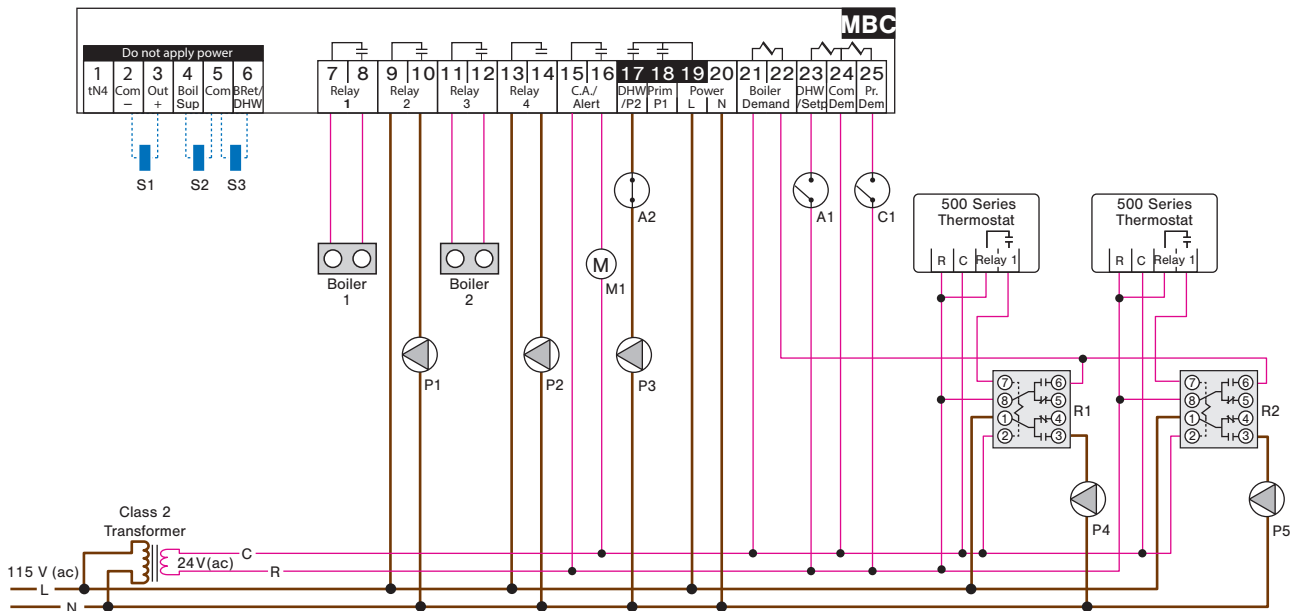 MBC
Do not apply power
1 2 3 4 5 6 7 8 9 10 11 12 13 14 15 16 17 18 19 20 21 22 23 24 25
tN4 Com Out Boil Com BRet/ Relay Relay Relay Relay C.A./ DHW Prim Power Boiler DHW Com Pr.
− + Sup DHW 1 2 3 4 Alert /P2 P1 L N Demand /Setp Dem Dem
S1 S2 S3
A2 A1 C1
500 Series
Thermostat
R C Relay 1
500 Series
Thermostat
R C Relay 1
Boiler
1
Boiler
2
M
M1
P1 P2 P3
7 6
8 5
1 4
2 3
R1
7 6
8 5
1 4
2 3
R2
P4 P5
Class 2
Transformer
24V(ac)
C
R
115 V (ac)
L
N